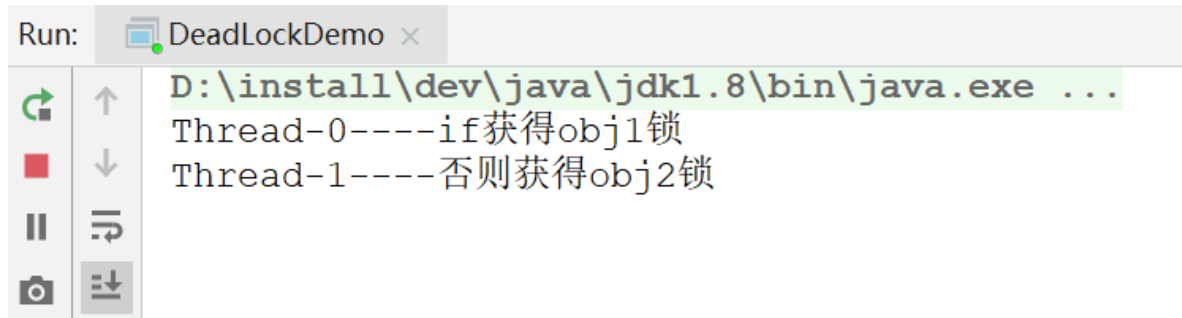 Run: DeadLockDemo ×
D:\install\dev\java\jdk1.8\bin\java.exe ...
Thread-0----if获得obj1锁
Thread-1----否则获得obj2锁